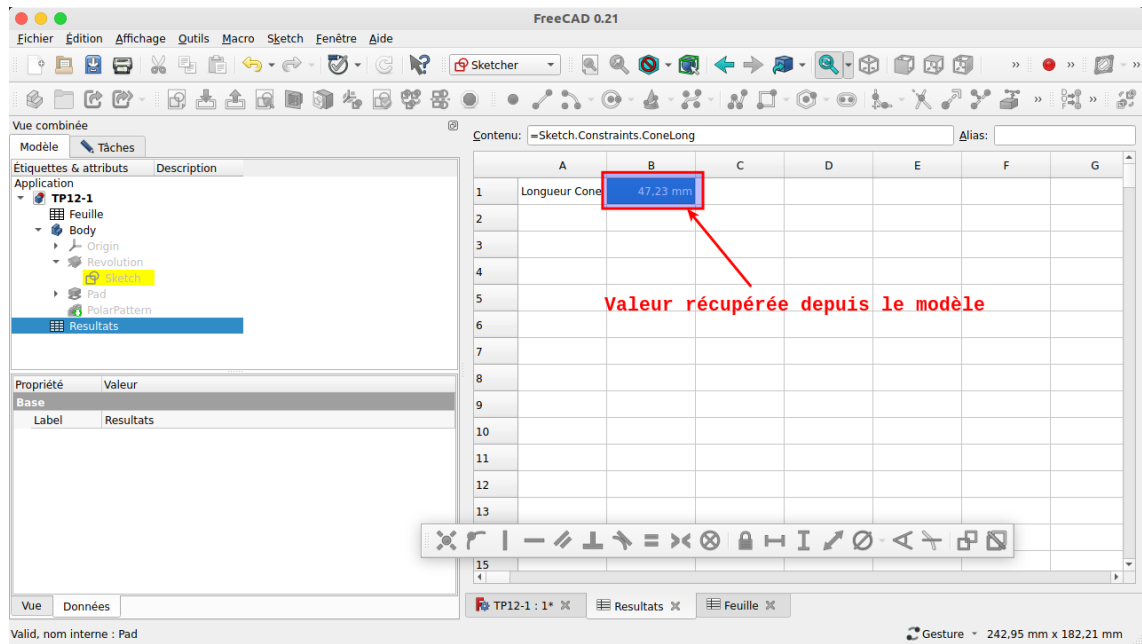 FreeCAD 0.21
Fichier Édition Affichage Outils Macro Sketch Fenêtre Aide
Sketcher
Vue combinée
Modèle Tâches
Étiquettes & attributs Description
Application
TP12-1
Feuille
Body
Origin
Revolution
Sketch
Pad
PolarPattern
Resultats
Propriété Valeur
Base
Label Resultats
Vue Données
Contenu: =Sketch.Constraints.ConeLong Alias:
A B C D E F G
1 Longueur Cone 47,23 mm
2
3
4
5
Valeur récupérée depuis le modèle
6
7
8
9
10
11
12
13
15
TP12-1 : 1* Resultats Feuille
Valid, nom interne : Pad
Gesture 242,95 mm x 182,21 mm